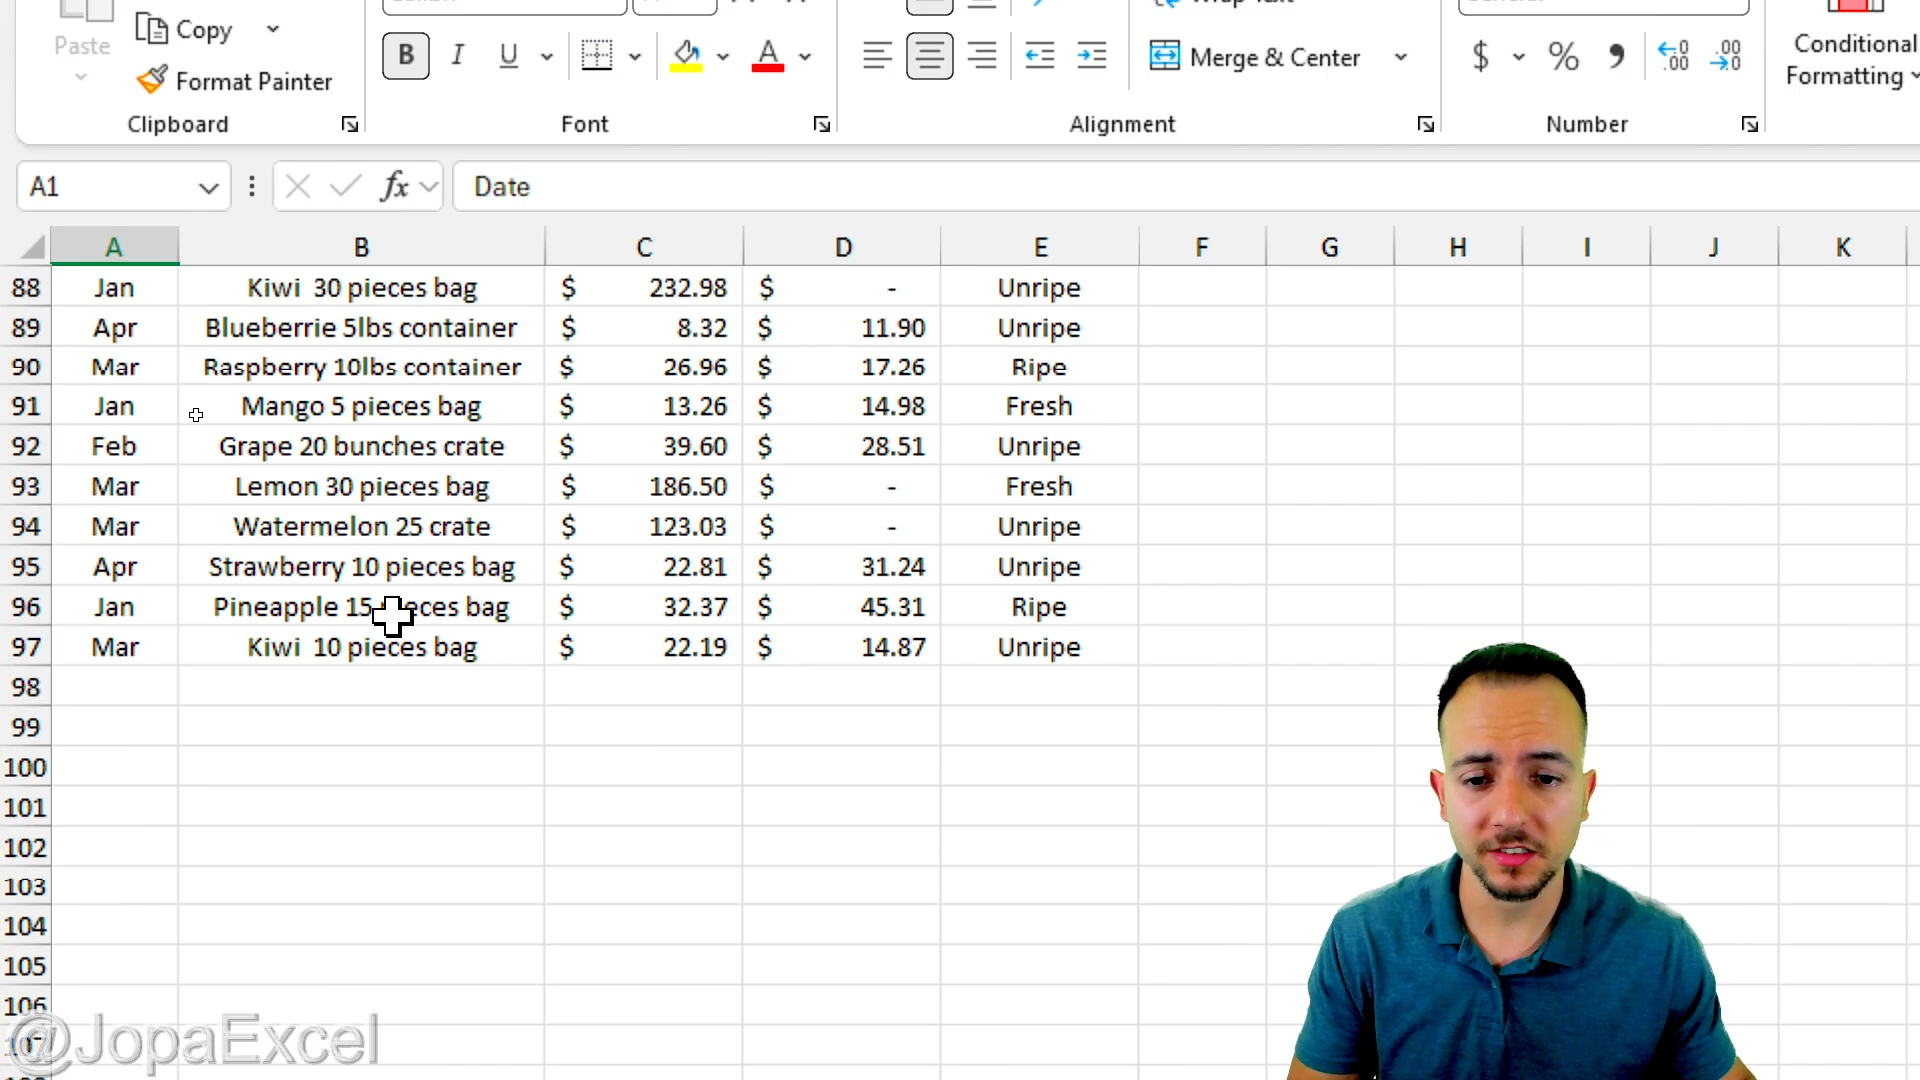 Paste
Copy
Format Painter
B I U A
Merge & Center
$ % ,
Conditional
Formatting
Clipboard Font Alignment Number
A1 fx Date
A B C D E F G H I J K
88 Jan Kiwi 30 pieces bag $ 232.98 $ - Unripe
89 Apr Blueberrie 5lbs container $ 8.32 $ 11.90 Unripe
90 Mar Raspberry 10lbs container $ 26.96 $ 17.26 Ripe
91 Jan Mango 5 pieces bag $ 13.26 $ 14.98 Fresh
92 Feb Grape 20 bunches crate $ 39.60 $ 28.51 Unripe
93 Mar Lemon 30 pieces bag $ 186.50 $ - Fresh
94 Mar Watermelon 25 crate $ 123.03 $ - Unripe
95 Apr Strawberry 10 pieces bag $ 22.81 $ 31.24 Unripe
96 Jan Pineapple 15 pieces bag $ 32.37 $ 45.31 Ripe
97 Mar Kiwi 10 pieces bag $ 22.19 $ 14.87 Unripe
98
99
100
101
102
103
104
105
106
107
@JopaExcel